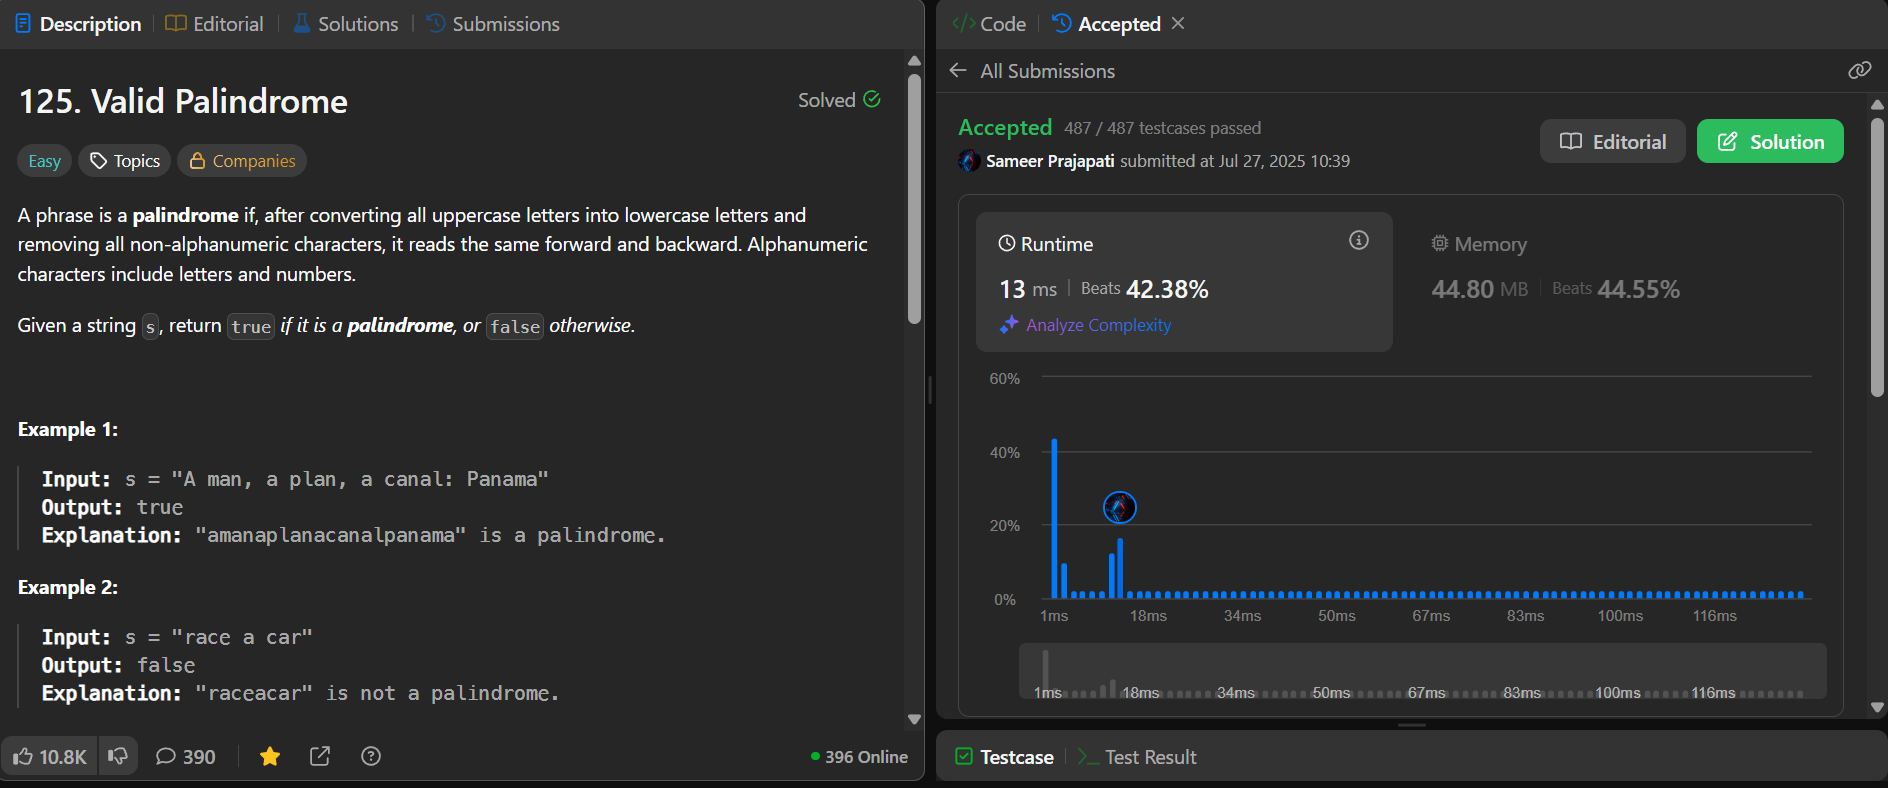 Description
Editorial
Solutions
Submissions
125. Valid Palindrome
Solved
Easy
Topics
Companies
A phrase is a palindrome if, after converting all uppercase letters into lowercase letters and
removing all non-alphanumeric characters, it reads the same forward and backward. Alphanumeric
characters include letters and numbers.
Given a string s, return true if it is a palindrome, or false otherwise.
Example 1:
Input: s = "A man, a plan, a canal: Panama"
Output: true
Explanation: "amanaplanacanalpanama" is a palindrome.
Example 2:
Input: s = "race a car"
Output: false
Explanation: "raceacar" is not a palindrome.
10.8K
390
396 Online
Code
Accepted
All Submissions
Accepted 487 / 487 testcases passed
Sameer Prajapati submitted at Jul 27, 2025 10:39
Editorial
Solution
Runtime
13 ms | Beats 42.38%
Analyze Complexity
Memory
44.80 MB | Beats 44.55%
60%
40%
20%
0%
1ms 18ms 34ms 50ms 67ms 83ms 100ms 116ms
1ms 18ms 34ms 50ms 67ms 83ms 100ms 116ms
Testcase
Test Result